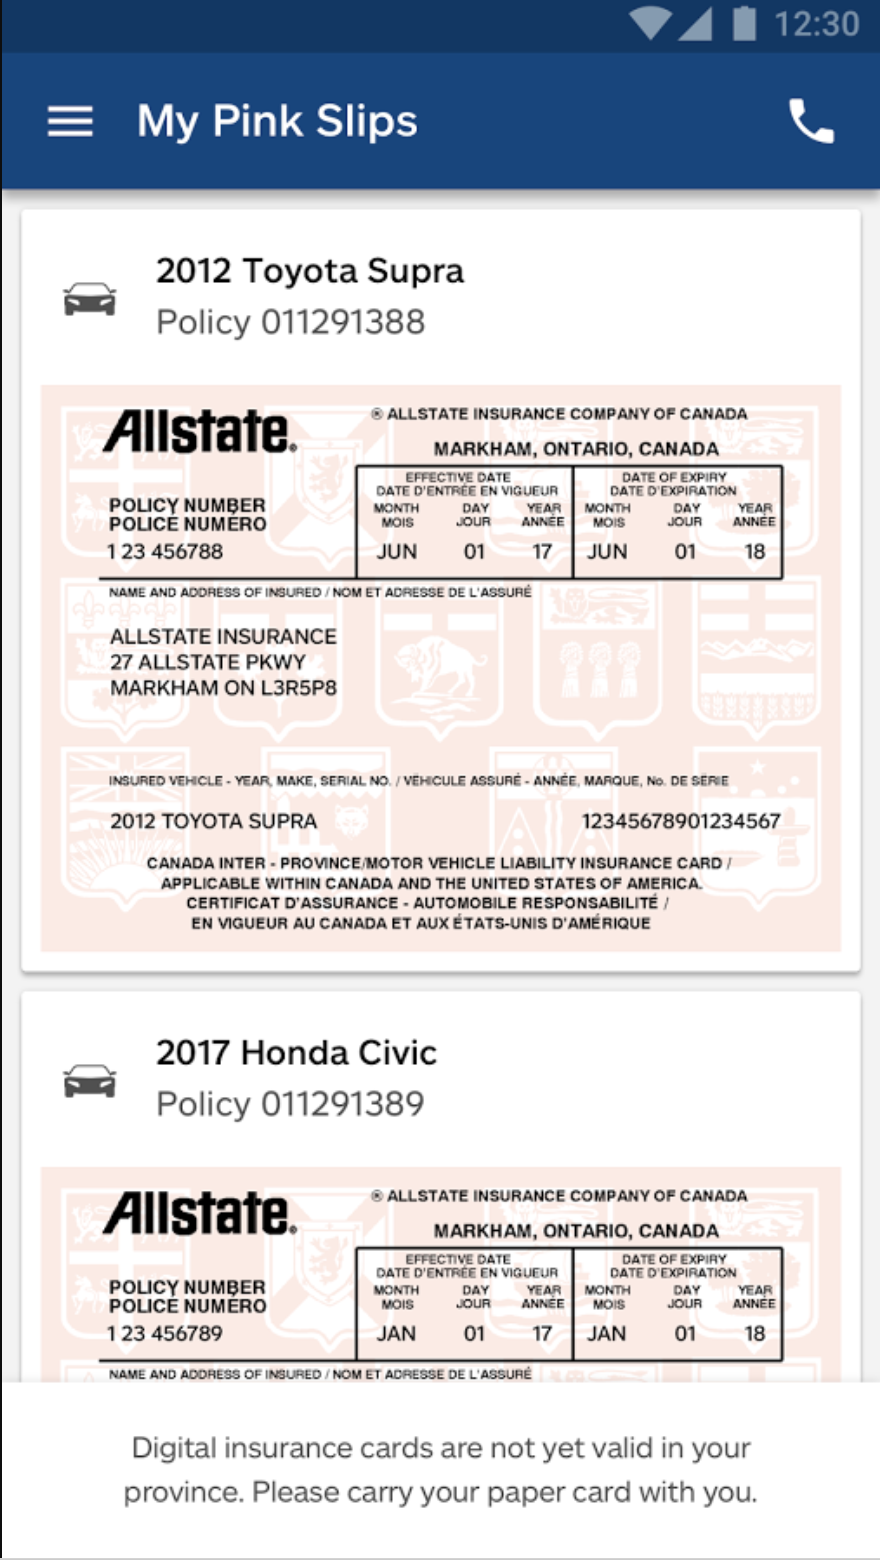 12:30
My Pink Slips
2012 Toyota Supra
Policy 011291388
Allstate®
® ALLSTATE INSURANCE COMPANY OF CANADA
MARKHAM, ONTARIO, CANADA
EFFECTIVE DATE DATE OF EXPIRY
DATE D'ENTRÉE EN VIGUEUR DATE D'EXPIRATION
POLICY NUMBER MONTH DAY YEAR MONTH DAY YEAR
POLICE NUMÉRO MOIS JOUR ANNÉE MOIS JOUR ANNÉE
1 23 456788 JUN 01 17 JUN 01 18
NAME AND ADDRESS OF INSURED / NOM ET ADRESSE DE L'ASSURÉ
ALLSTATE INSURANCE
27 ALLSTATE PKWY
MARKHAM ON L3R5P8
INSURED VEHICLE - YEAR, MAKE, SERIAL NO. / VÉHICULE ASSURÉ - ANNÉE, MARQUE, No. DE SÉRIE
2012 TOYOTA SUPRA 12345678901234567
CANADA INTER - PROVINCE/MOTOR VEHICLE LIABILITY INSURANCE CARD /
APPLICABLE WITHIN CANADA AND THE UNITED STATES OF AMERICA.
CERTIFICAT D'ASSURANCE - AUTOMOBILE RESPONSABILITÉ /
EN VIGUEUR AU CANADA ET AUX ÉTATS-UNIS D'AMÉRIQUE
2017 Honda Civic
Policy 011291389
Allstate®
® ALLSTATE INSURANCE COMPANY OF CANADA
MARKHAM, ONTARIO, CANADA
EFFECTIVE DATE DATE OF EXPIRY
DATE D'ENTRÉE EN VIGUEUR DATE D'EXPIRATION
POLICY NUMBER MONTH DAY YEAR MONTH DAY YEAR
POLICE NUMÉRO MOIS JOUR ANNÉE MOIS JOUR ANNÉE
1 23 456789 JAN 01 17 JAN 01 18
NAME AND ADDRESS OF INSURED / NOM ET ADRESSE DE L'ASSURÉ
Digital insurance cards are not yet valid in your
province. Please carry your paper card with you.